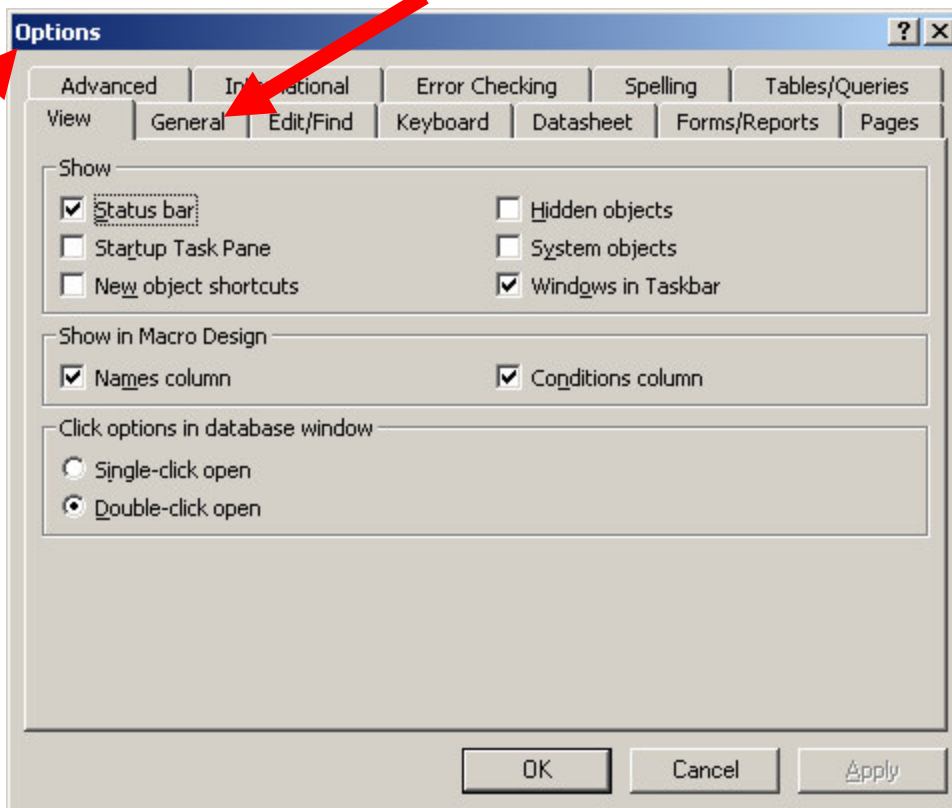 Options
Advanced International Error Checking Spelling Tables/Queries
View General Edit/Find Keyboard Datasheet Forms/Reports Pages
Show
Status bar Hidden objects
Startup Task Pane System objects
New object shortcuts Windows in Taskbar
Show in Macro Design
Names column Conditions column
Click options in database window
Single-click open
Double-click open
OK Cancel Apply